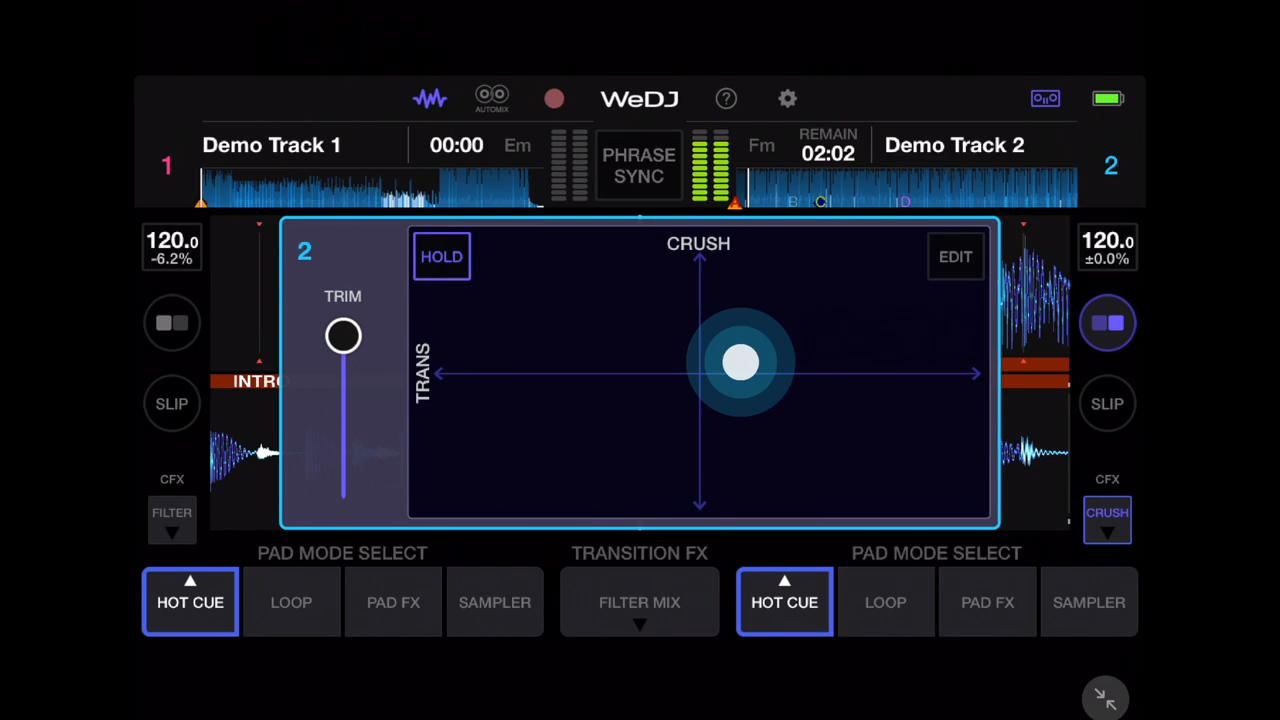 AUTOMIX
WeDJ
?
1
Demo Track 1
00:00
Em
PHRASE
SYNC
Fm
REMAIN
02:02
Demo Track 2
2
B
C
D
120.0
-6.2%
2
HOLD
CRUSH
EDIT
120.0
±0.0%
TRIM
TRANS
INTRO
SLIP
SLIP
CFX
FILTER
CFX
CRUSH
PAD MODE SELECT
TRANSITION FX
PAD MODE SELECT
HOT CUE
LOOP
PAD FX
SAMPLER
FILTER MIX
HOT CUE
LOOP
PAD FX
SAMPLER